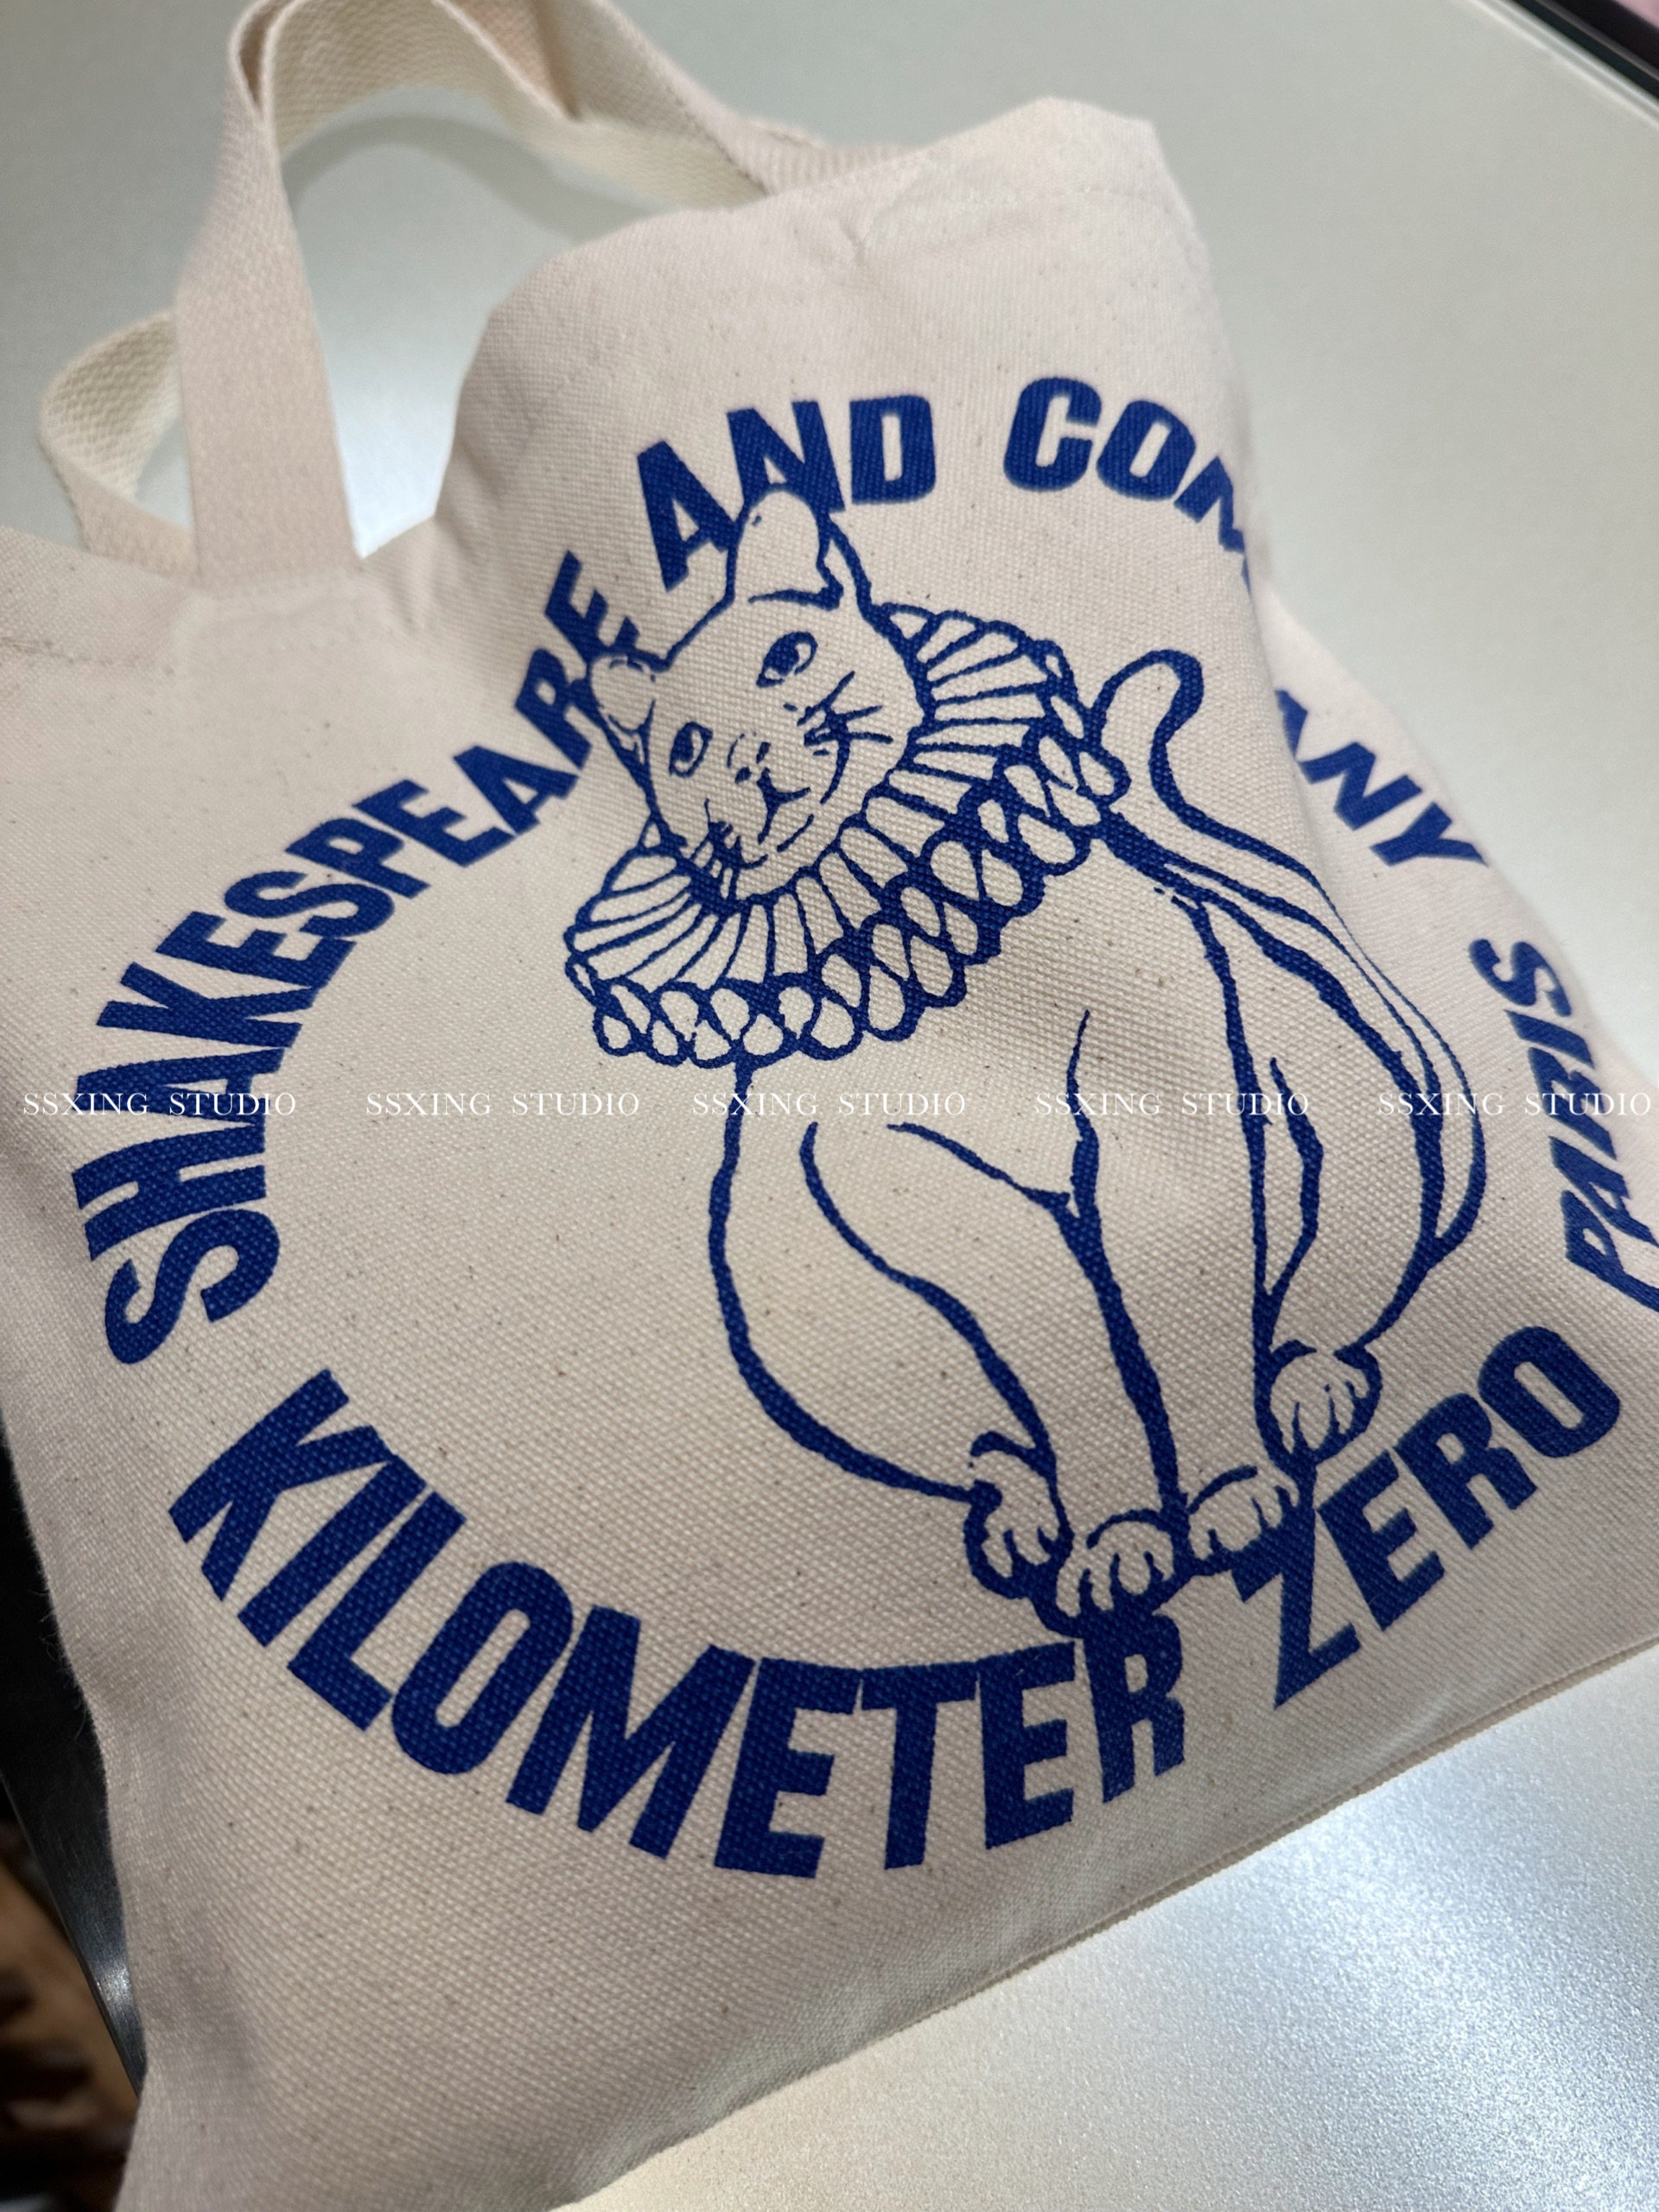 SHAKESPEARE AND COMPANY PARIS
KILOMETER ZERO
SSXING STUDIO SSXING STUDIO SSXING STUDIO SSXING STUDIO SSXING STUDIO